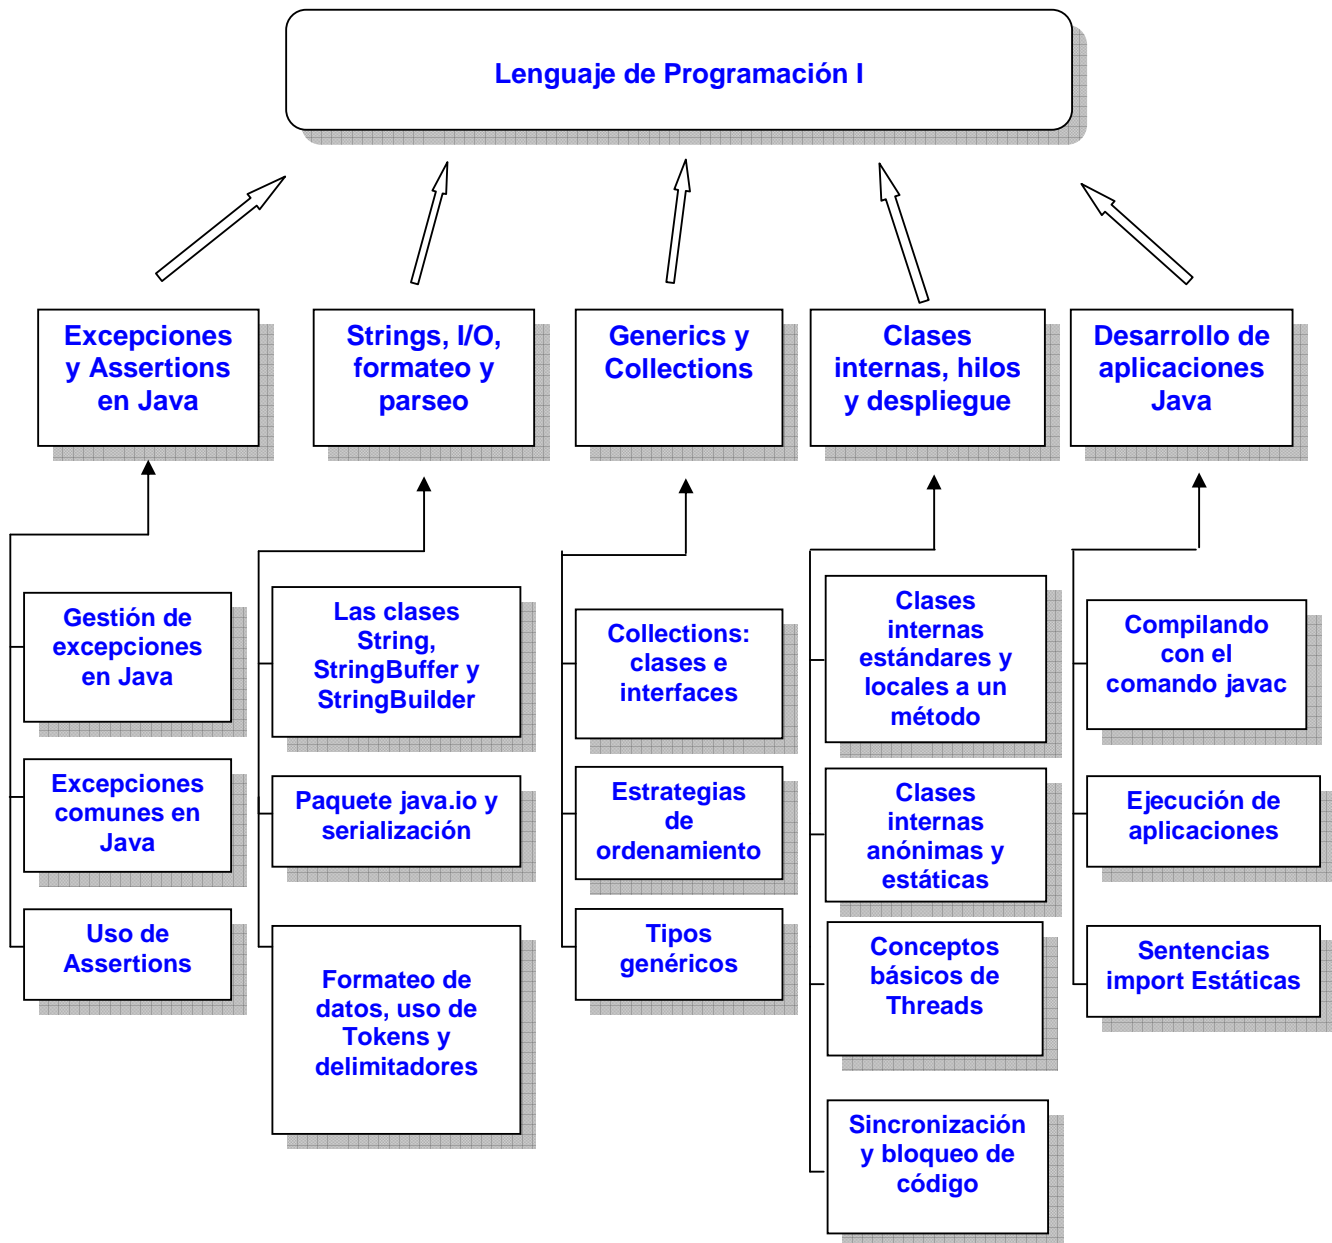 Lenguaje de Programación I
Excepciones
y Assertions
en Java
Strings, I/O,
formateo y
parseo
Generics y
Collections
Clases
internas, hilos
y despliegue
Desarrollo de
aplicaciones
Java
Gestión de
excepciones
en Java
Excepciones
comunes en
Java
Uso de
Assertions
Las clases
String,
StringBuffer y
StringBuilder
Paquete java.io y
serialización
Formateo de
datos, uso de
Tokens y
delimitadores
Collections:
clases e
interfaces
Estrategias
de
ordenamiento
Tipos
genéricos
Clases
internas
estándares y
locales a un
método
Clases
internas
anónimas y
estáticas
Conceptos
básicos de
Threads
Sincronización
y bloqueo de
código
Compilando
con el
comando javac
Ejecución de
aplicaciones
Sentencias
import Estáticas